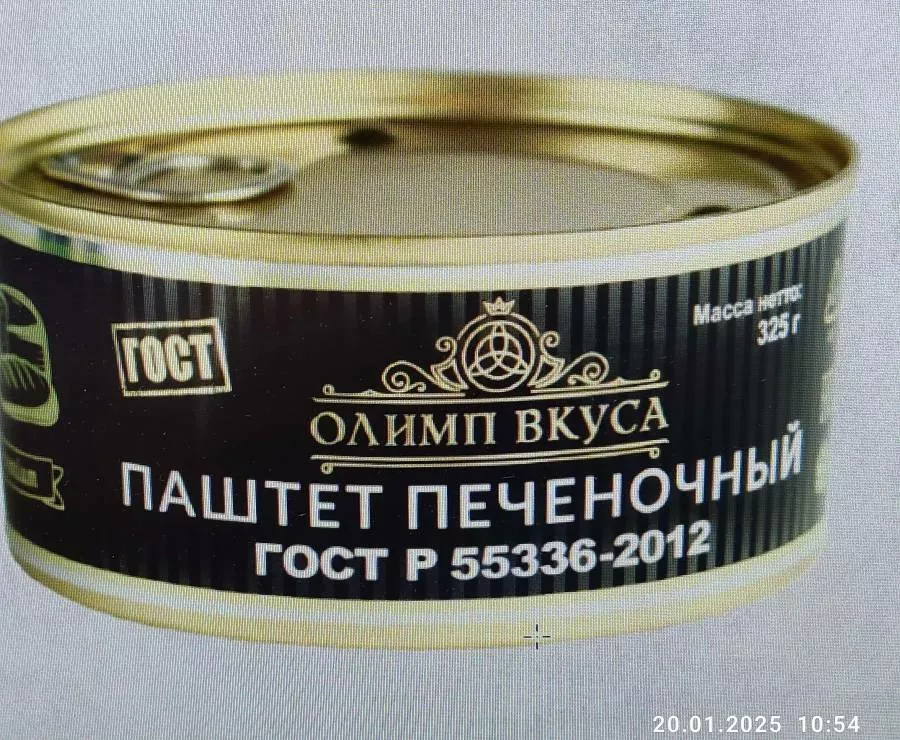 Масса нетто:
325 г
ГОСТ
ОЛИМП ВКУСА
ПАШТЕТ ПЕЧЕНОЧНЫЙ
ГОСТ Р 55336-2012
20.01.2025 10:54